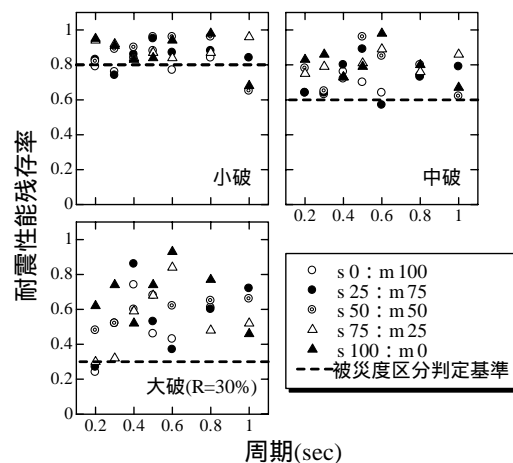 耐震性能残存率
1
0.8
0.6
0.4
0.2
0
小破
中破
0.2 0.4 0.6 0.8 1
1
0.8
0.6
0.4
0.2
0
大破(R=30%)
0.2 0.4 0.6 0.8 1
周期(sec)
s 0：m 100
s 25：m 75
s 50：m 50
s 75：m 25
s 100：m 0
被災度区分判定基準